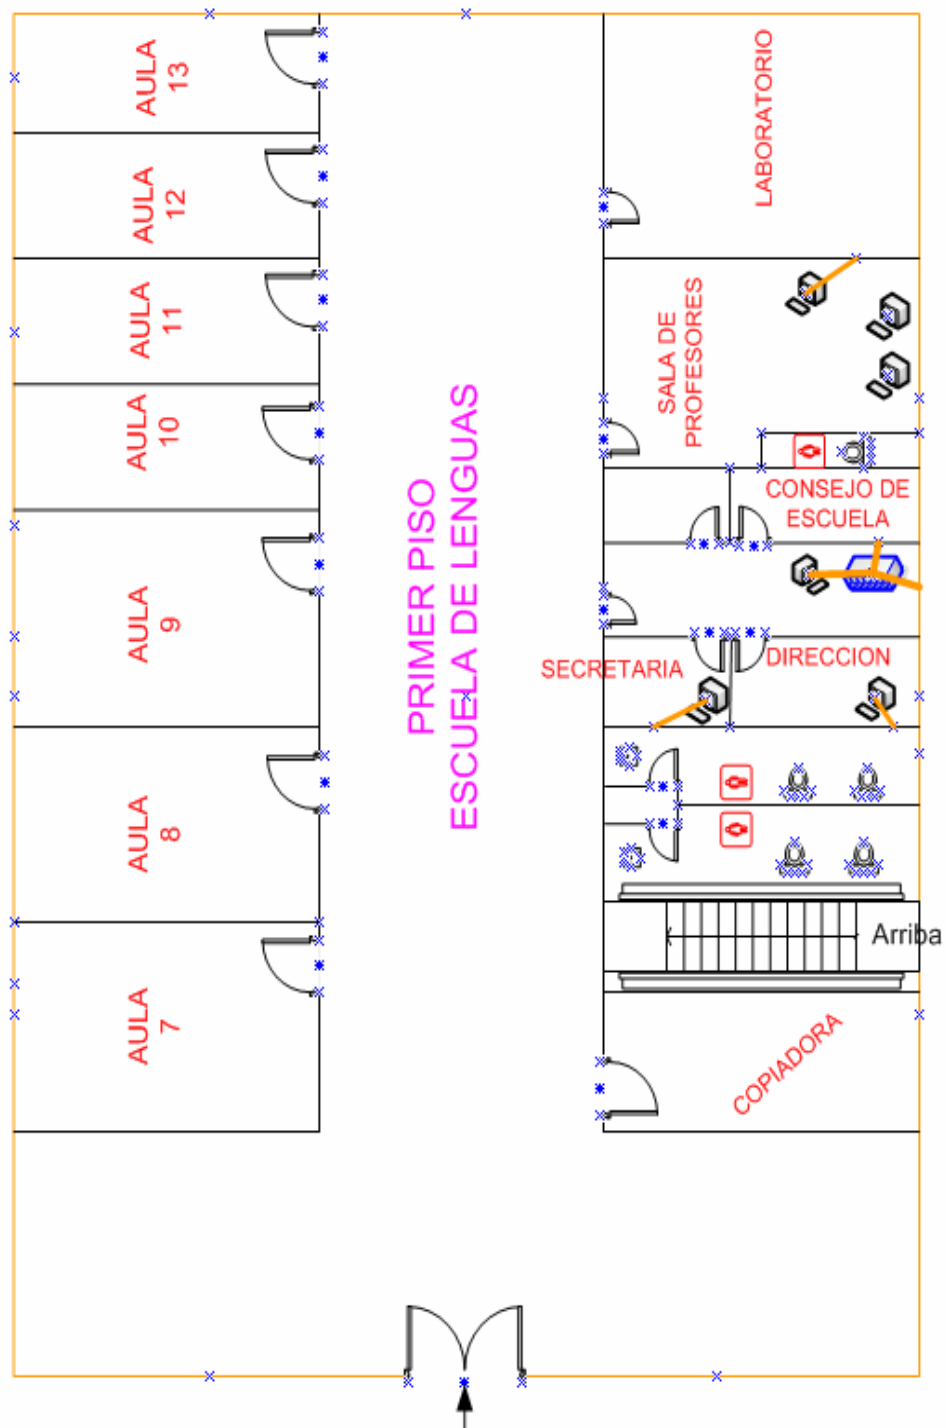 AULA
13
AULA
12
AULA
11
AULA
10
AULA
9
AULA
8
AULA
7
PRIMER PISO
ESCUELA DE LENGUAS
LABORATORIO
SALA DE
PROFESORES
CONSEJO DE
ESCUELA
SECRETARIA
DIRECCION
Arriba
COPIADORA